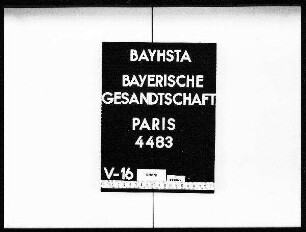 BAYHSTA
BAYERISCHE
GESANDTSCHAFT
PARIS
4483
V-16